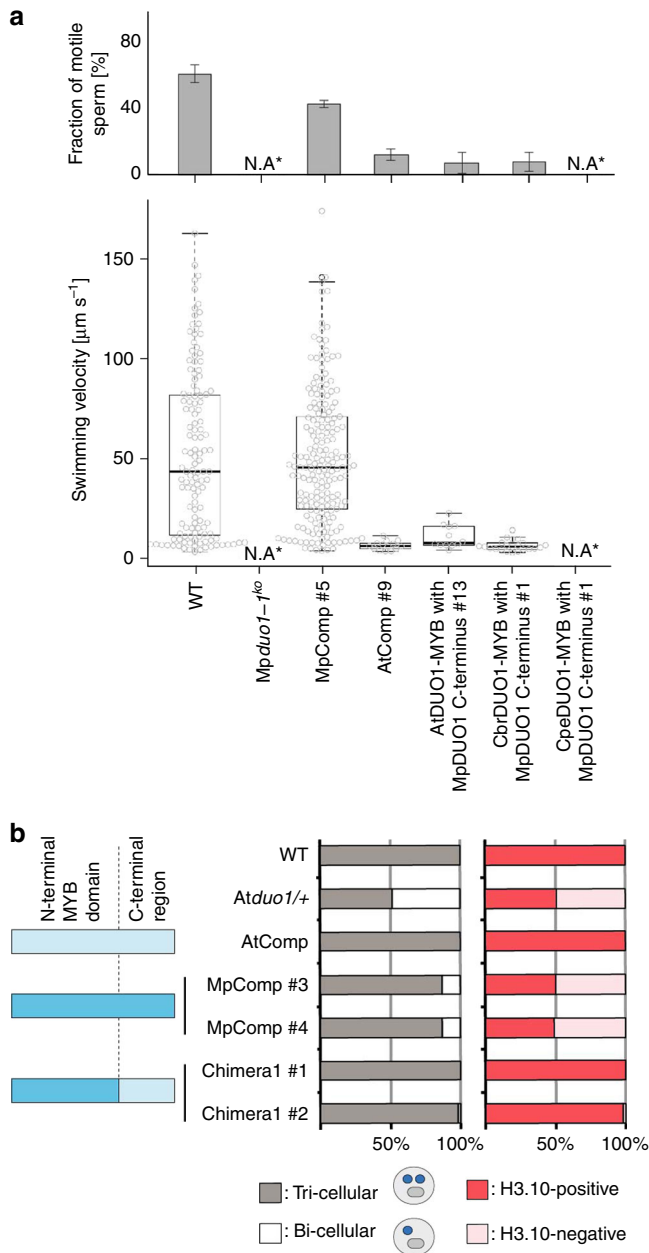 a
Fraction of motile
sperm [%]
80
40
0
N.A*
N.A*
Swimming velocity [µm s⁻¹]
150
100
50
0
N.A*
N.A*
WT
Mpduo1–1ᵏᵒ
MpComp #5
AtComp #9
AtDUO1-MYB with
MpDUO1 C-terminus #13
CbrDUO1-MYB with
MpDUO1 C-terminus #1
CpeDUO1-MYB with
MpDUO1 C-terminus #1
b
N-terminal
MYB
domain
C-terminal
region
WT
Atduo1/+
AtComp
MpComp #3
MpComp #4
Chimera1 #1
Chimera1 #2
50%
100%
50%
100%
: Tri-cellular
: H3.10-positive
: Bi-cellular
: H3.10-negative